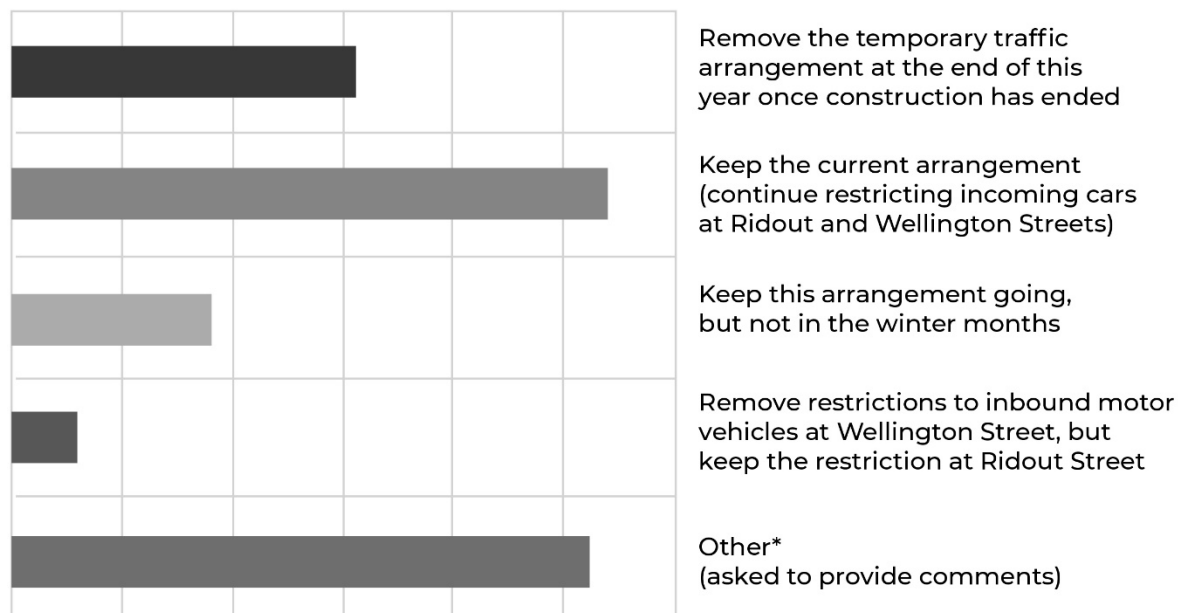 Remove the temporary traffic
arrangement at the end of this
year once construction has ended
Keep the current arrangement
(continue restricting incoming cars
at Ridout and Wellington Streets)
Keep this arrangement going,
but not in the winter months
Remove restrictions to inbound motor
vehicles at Wellington Street, but
keep the restriction at Ridout Street
Other*
(asked to provide comments)